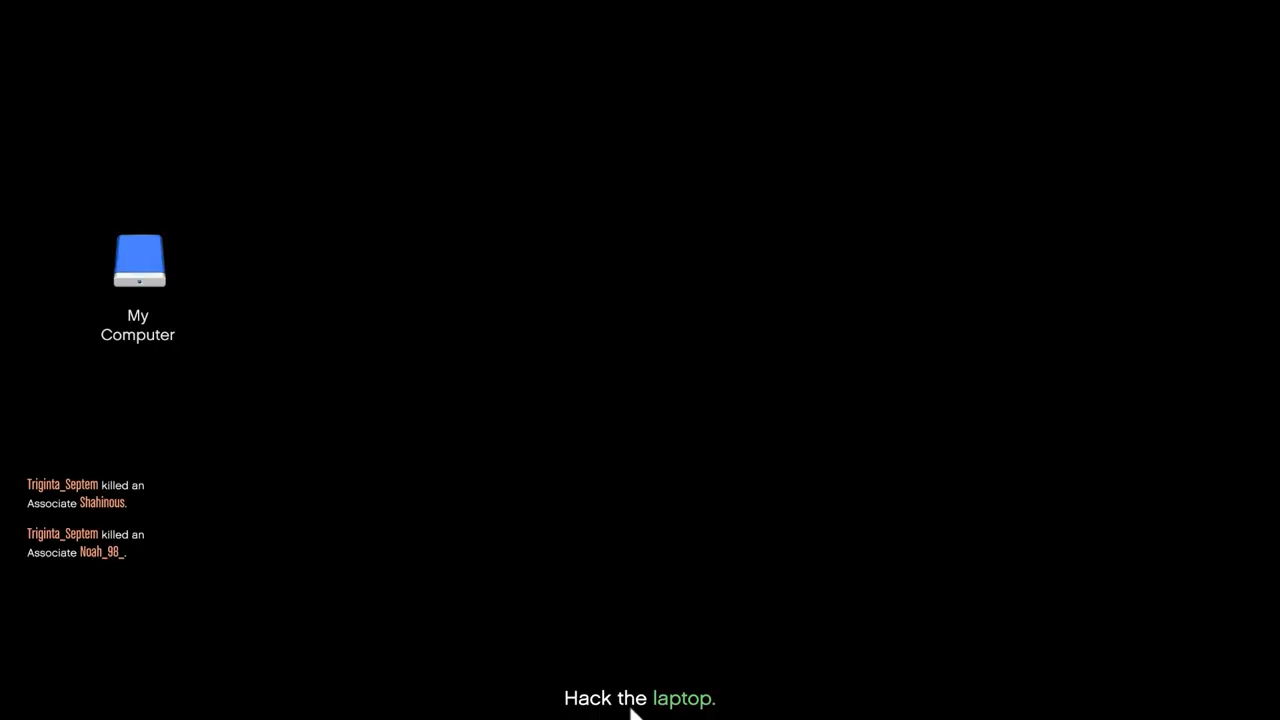 My
Computer
Triginta_Septem killed an
Associate Shahinous.
Triginta_Septem killed an
Associate Noah_98_.
Hack the laptop.